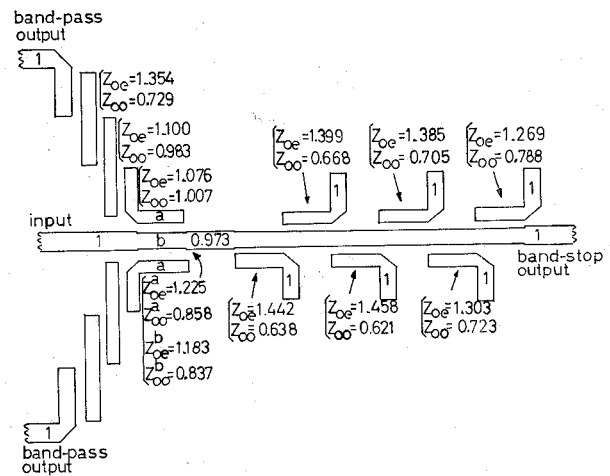 band-pass
output
1
Zoe=1.354
Zoo=0.729
Zoe=1.100
Zoo=0.983
Zoe=1.076
Zoo=1.007
Zoe=1.399
Zoo=0.668
Zoe=1.385
Zoo=0.705
Zoe=1.269
Zoo=0.788
1
1
1
input
a
1
b
0.973
1
band-stop
output
a
Zoe^a=1.225
Zoo^a=0.858
Zoe^b=1.183
Zoo^b=0.837
1
1
1
Zoe=1.442
Zoo=0.638
Zoe=1.458
Zoo=0.621
Zoe=1.303
Zoo=0.723
1
band-pass
output